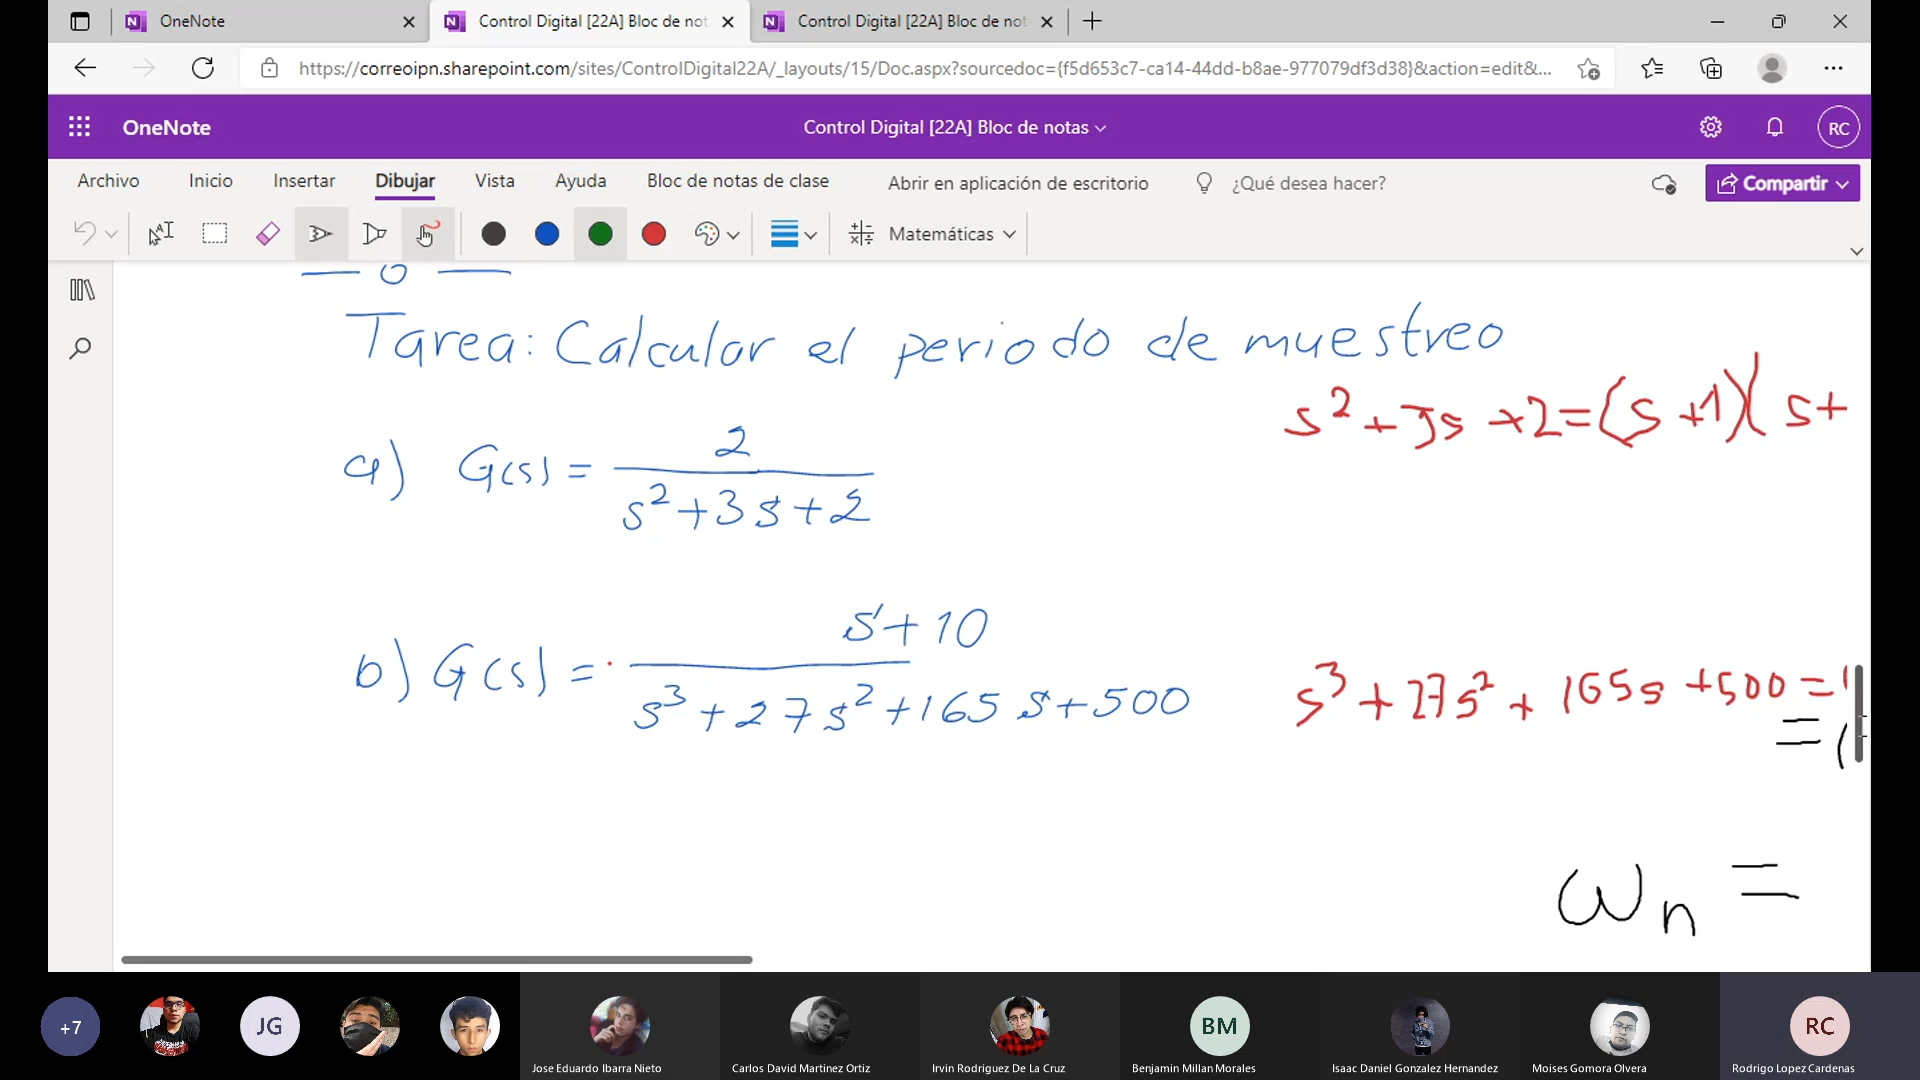 OneNote
Control Digital [22A] Bloc de not
Control Digital [22A] Bloc de not
https://correoipn.sharepoint.com/sites/ControlDigital22A/_layouts/15/Doc.aspx?sourcedoc={f5d653c7-ca14-44dd-b8ae-977079df3d38}&action=edit&...
OneNote
Control Digital [22A] Bloc de notas
RC
Archivo Inicio Insertar Dibujar Vista Ayuda Bloc de notas de clase Abrir en aplicación de escritorio ¿Qué desea hacer? Compartir
Matemáticas
— o —
Tarea: Calcular el periodo de muestreo
s² + 3s + 2 = (s + 1)(s +
a) G(s) = 2
s² + 3s + 2
b) G(s) = s + 10
s³ + 27s² + 165s + 500
s³ + 27s² + 165s + 500 =
= (
ωn =
+7
JG
BM
RC
Jose Eduardo Ibarra Nieto
Carlos David Martinez Ortiz
Irvin Rodriguez De La Cruz
Benjamin Millan Morales
Isaac Daniel Gonzalez Hernandez
Moises Gomora Olvera
Rodrigo Lopez Cardenas